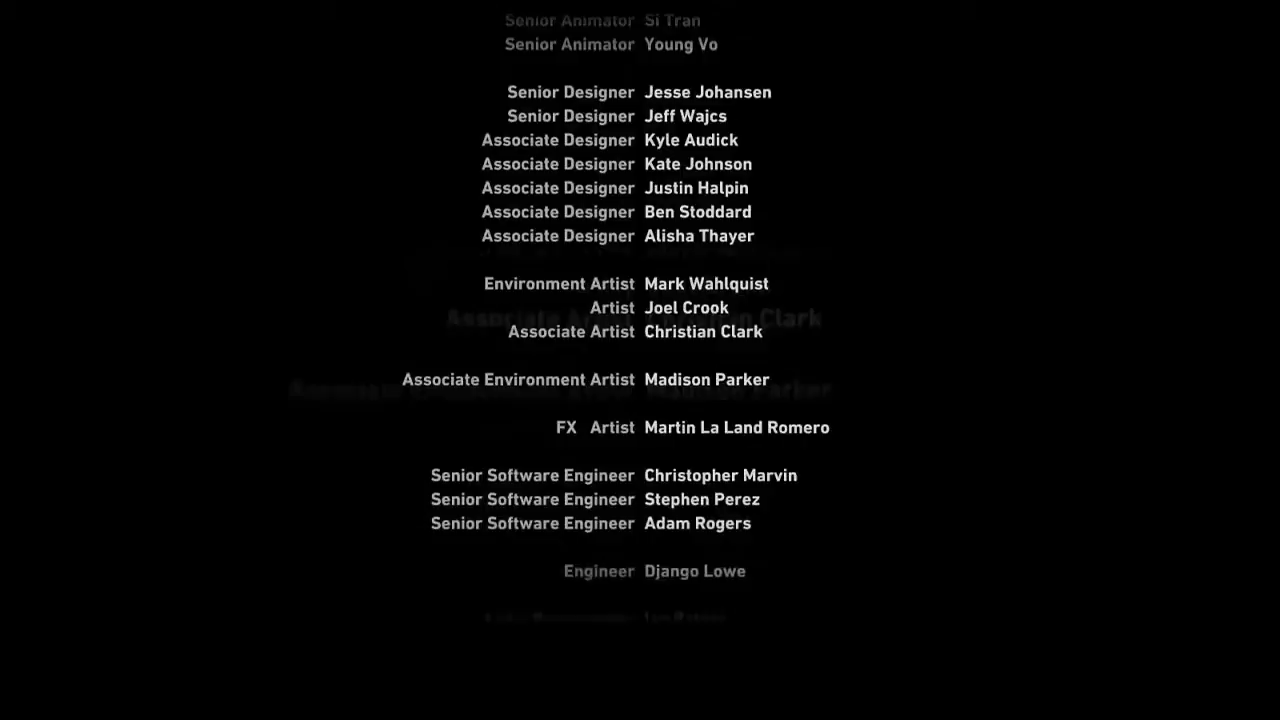 Senior Animator Si Tran
Senior Animator Young Vo
Senior Designer Jesse Johansen
Senior Designer Jeff Wajcs
Associate Designer Kyle Audick
Associate Designer Kate Johnson
Associate Designer Justin Halpin
Associate Designer Ben Stoddard
Associate Designer Alisha Thayer
Environment Artist Mark Wahlquist
Artist Joel Crook
Associate Artist Christian Clark
Associate Environment Artist Madison Parker
FX Artist Martin La Land Romero
Senior Software Engineer Christopher Marvin
Senior Software Engineer Stephen Perez
Senior Software Engineer Adam Rogers
Engineer Django Lowe